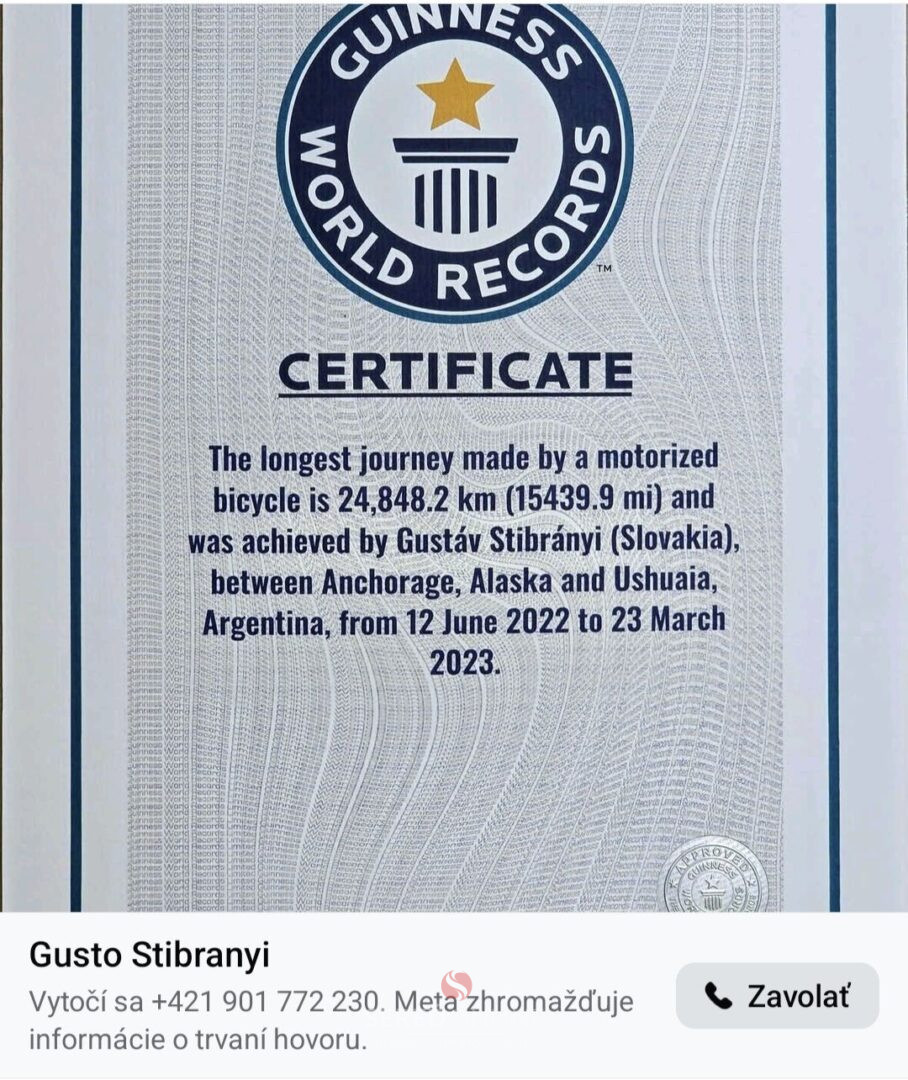 GUINNESS
WORLD RECORDS
TM
CERTIFICATE
The longest journey made by a motorized
bicycle is 24,848.2 km (15439.9 mi) and
was achieved by Gustáv Stibrányi (Slovakia),
between Anchorage, Alaska and Ushuaia,
Argentina, from 12 June 2022 to 23 March
2023.
APPROVED
GUINNESS
Gusto Stibranyi
Vytočí sa +421 901 772 230. Meta zhromažďuje
informácie o trvaní hovoru.
Zavolať